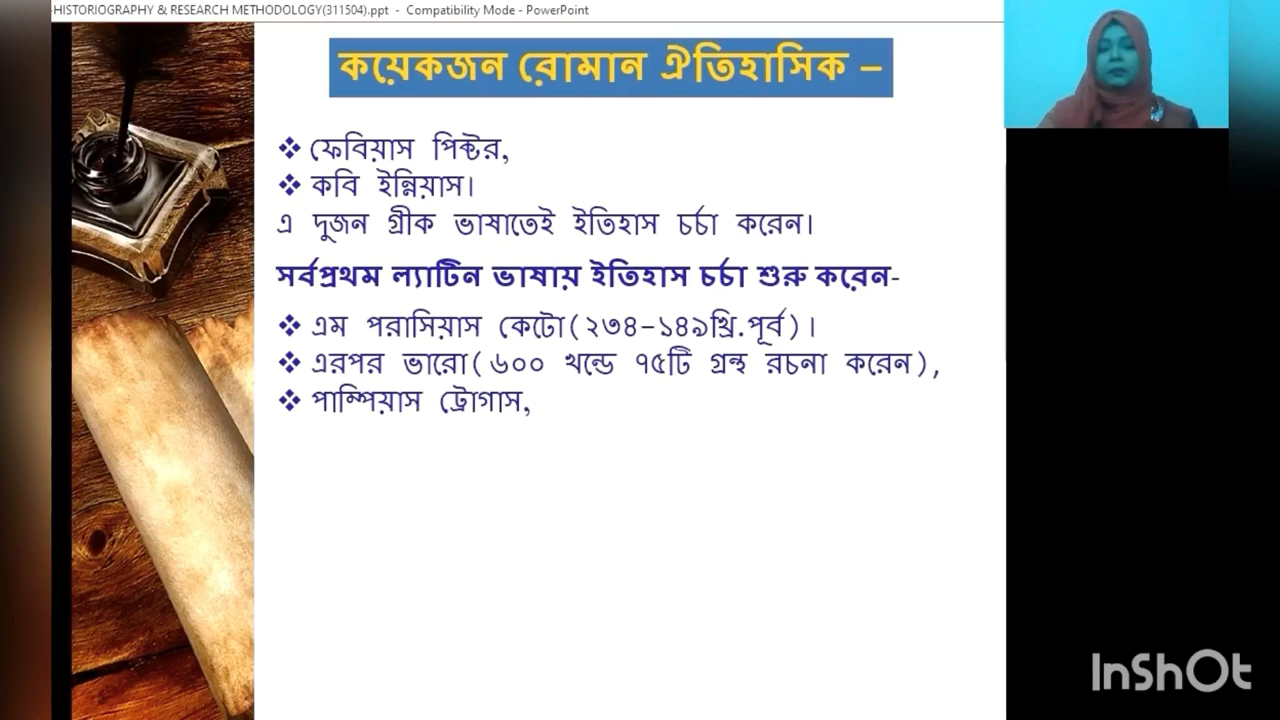 -HISTORIOGRAPHY & RESEARCH METHODOLOGY(311504).ppt - Compatibility Mode - PowerPoint
কয়েকজন রোমান ঐতিহাসিক –
❖ ফেবিয়াস পিক্টর,
❖ কবি ইন্নিয়াস।
এ দুজন গ্রীক ভাষাতেই ইতিহাস চর্চা করেন।
সর্বপ্রথম ল্যাটিন ভাষায় ইতিহাস চর্চা শুরু করেন-
❖ এম পরাসিয়াস কেটো(২৩৪–১৪৯খ্রি.পূর্ব)।
❖ এরপর ভারো(৬০০ খন্ডে ৭৫টি গ্রন্থ রচনা করেন),
❖ পাম্পিয়াস ট্রোগাস,
InShOt